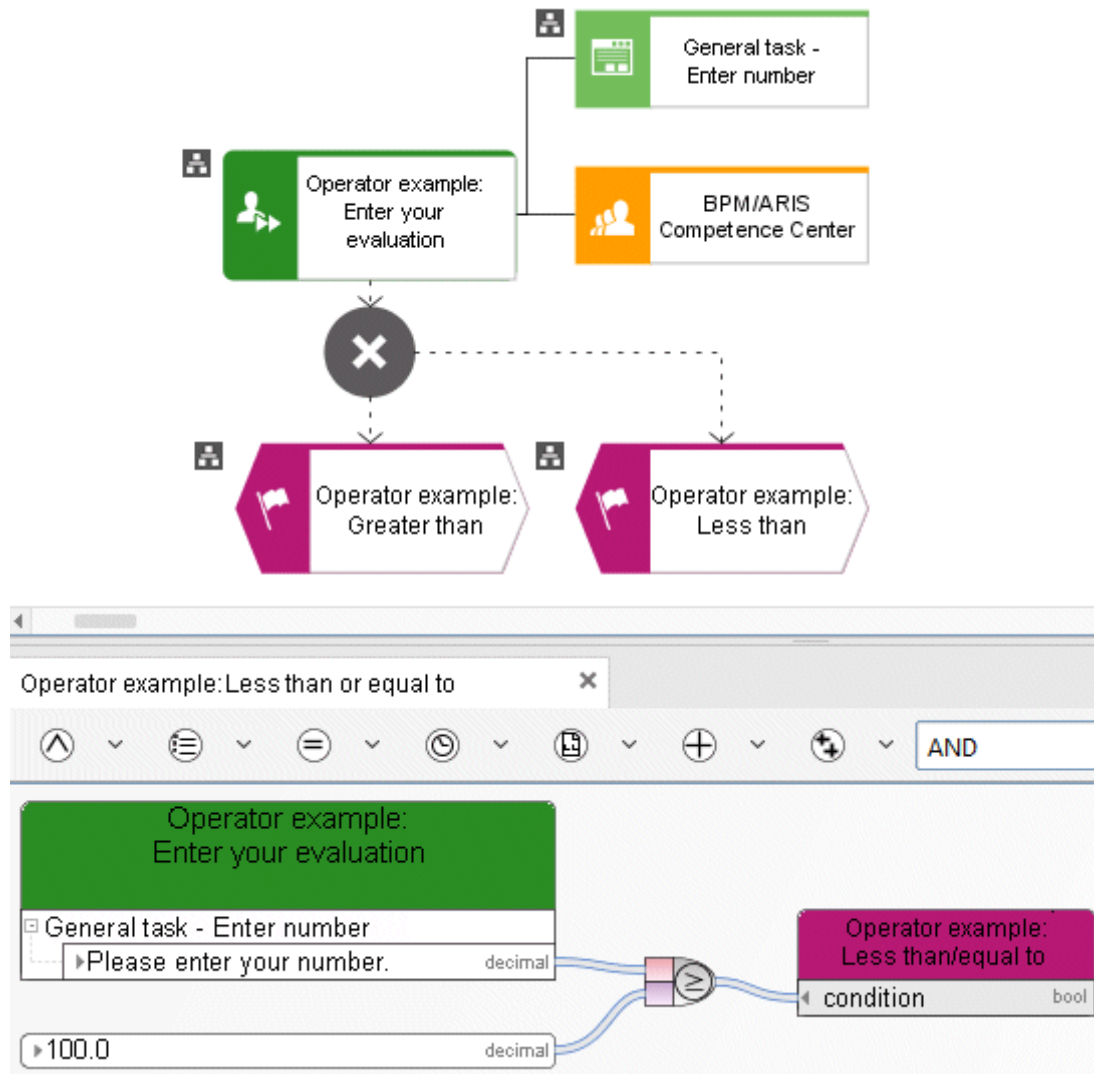 General task -
Enter number
Operator example:
Enter your
evaluation
BPM/ARIS
Competence Center
Operator example:
Greater than
Operator example:
Less than
Operator example:Less than or equal to
AND
Operator example:
Enter your evaluation
General task - Enter number
Please enter your number. decimal
Operator example:
Less than/equal to
≥
condition bool
100.0 decimal